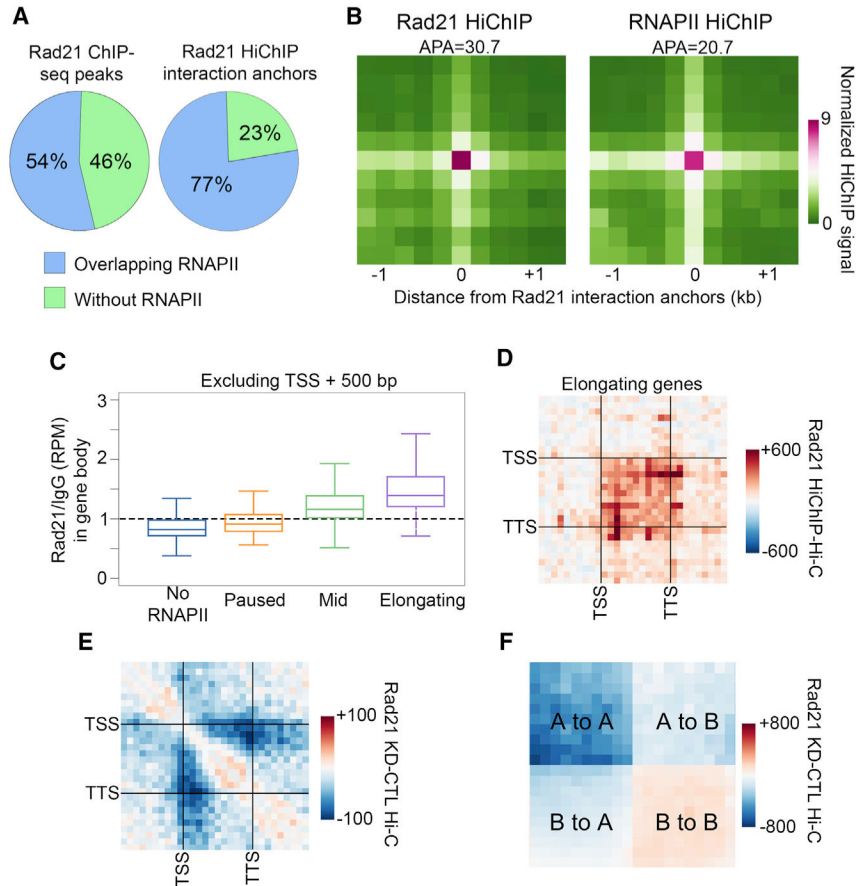 A
Rad21 ChIP-
seq peaks
Rad21 HiChIP
interaction anchors
54%
46%
23%
77%
Overlapping RNAPII
Without RNAPII
B
Rad21 HiChIP
APA=30.7
RNAPII HiChIP
APA=20.7
-1
0
+1
-1
0
+1
Distance from Rad21 interaction anchors (kb)
9
0
Normalized HiChIP signal
C
Excluding TSS + 500 bp
Rad21/IgG (RPM)
in gene body
3
2
1
0
No
RNAPII
Paused
Mid
Elongating
D
Elongating genes
TSS
TTS
TSS
TTS
+600
-600
Rad21 HiChIP-Hi-C
E
TSS
TTS
TSS
TTS
+100
-100
Rad21 KD-CTL Hi-C
F
A to A
A to B
B to A
B to B
+800
-800
Rad21 KD-CTL Hi-C